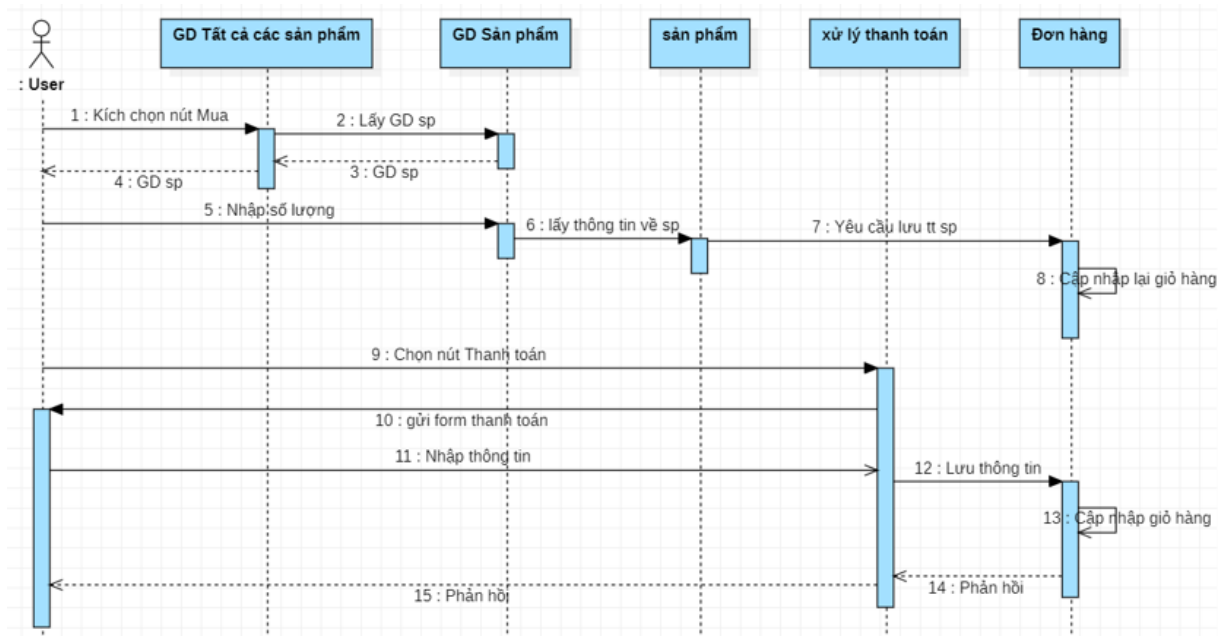 GD Tất cả các sản phẩm
GD Sản phẩm
sản phẩm
xử lý thanh toán
Đơn hàng
: User
1 : Kích chọn nút Mua
2 : Lấy GD sp
3 : GD sp
4 : GD sp
5 : Nhập số lượng
6 : lấy thông tin về sp
7 : Yêu cầu lưu tt sp
8 : Cập nhập lại giỏ hàng
9 : Chọn nút Thanh toán
10 : gửi form thanh toán
11 : Nhập thông tin
12 : Lưu thông tin
13 : Cập nhập giỏ hàng
14 : Phản hồi
15 : Phản hồi